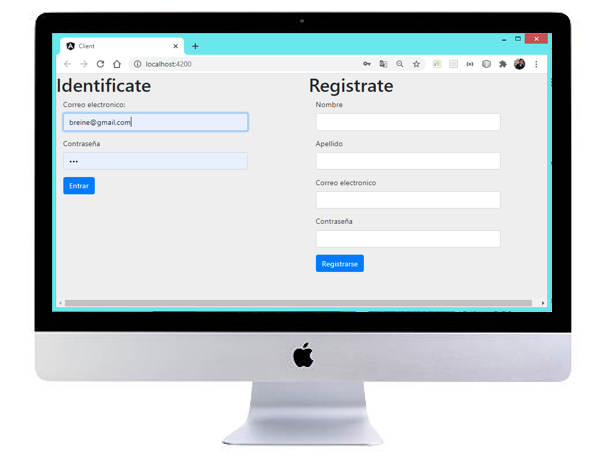 Client
localhost:4200
Identificate
Correo electronico:
breine@gmail.com
Contraseña
•••
Entrar
Registrate
Nombre
Apellido
Correo electronico
Contraseña
Registrarse